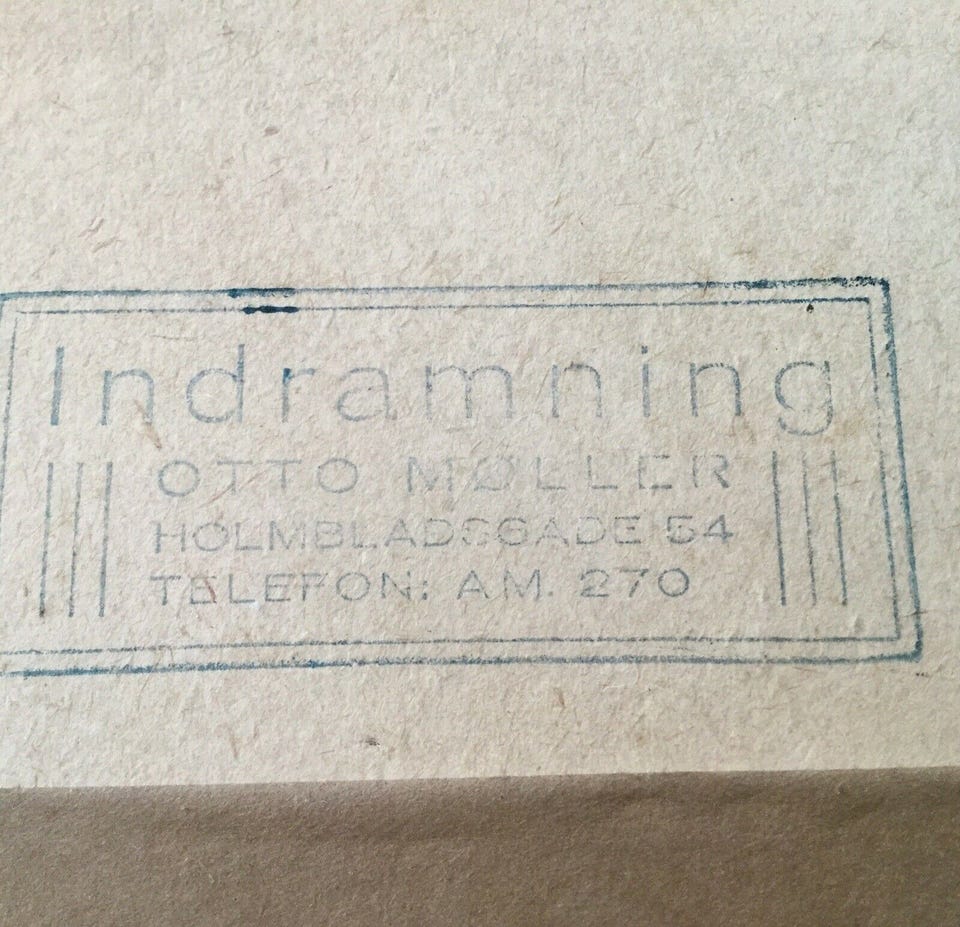 Indramning
OTTO MØLLER
HOLMBLADSGADE 54
TELEFON: AM. 270